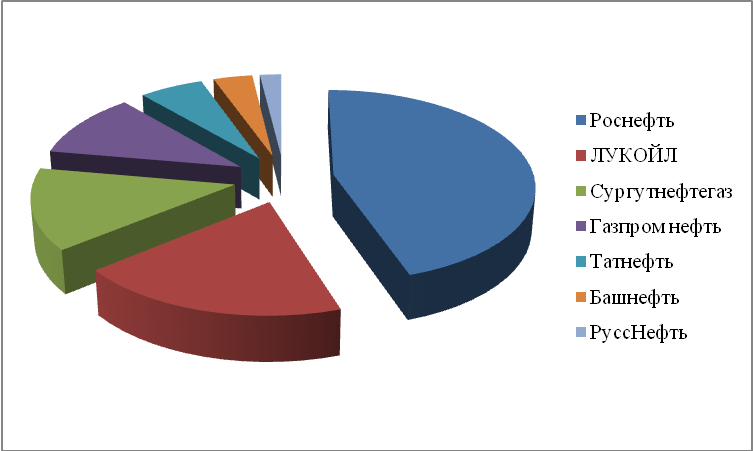 Роснефть
ЛУКОЙЛ
Сургутнефтегаз
Газпром нефть
Татнефть
Башнефть
РуссНефть